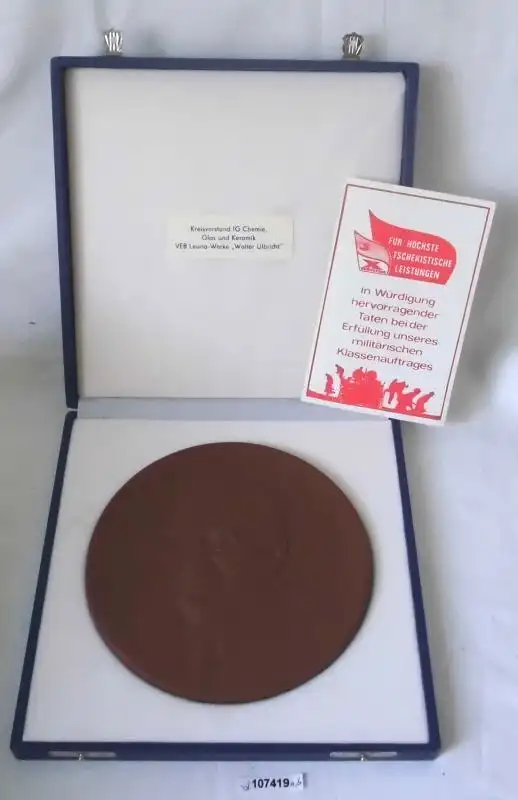 Kreisvorstand IG Chemie,
Glas und Keramik
VEB Leuna-Werke „Walter Ulbricht"
FÜR HÖCHSTE
TSCHEKISTISCHE
LEISTUNGEN
in Würdigung
hervorragender
Taten bei der
Erfüllung unseres
militärischen
Klassenauftrages
107419